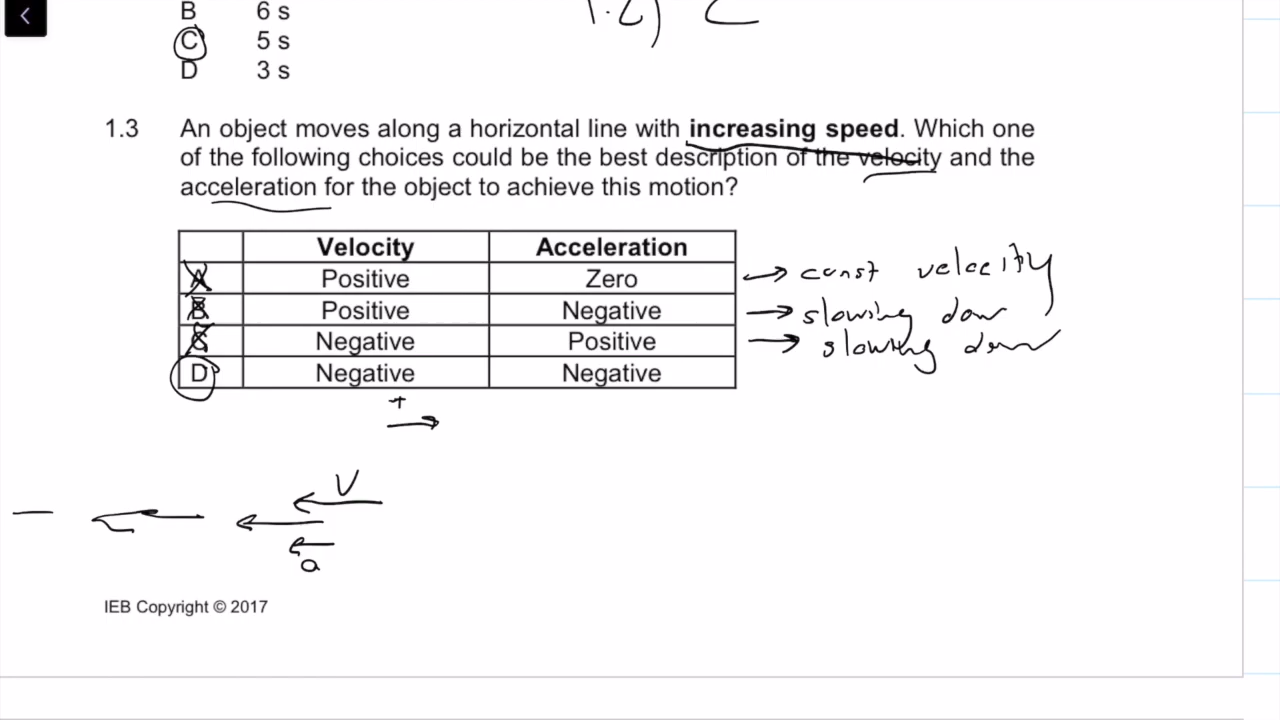 B 6 s
1.2) C
C 5 s
D 3 s
1.3 An object moves along a horizontal line with increasing speed. Which one
of the following choices could be the best description of the velocity and the
acceleration for the object to achieve this motion?
Velocity Acceleration
A Positive Zero → const velocity
B Positive Negative → slowing down
C Negative Positive → slowing down
D Negative Negative
+
V
a
IEB Copyright © 2017